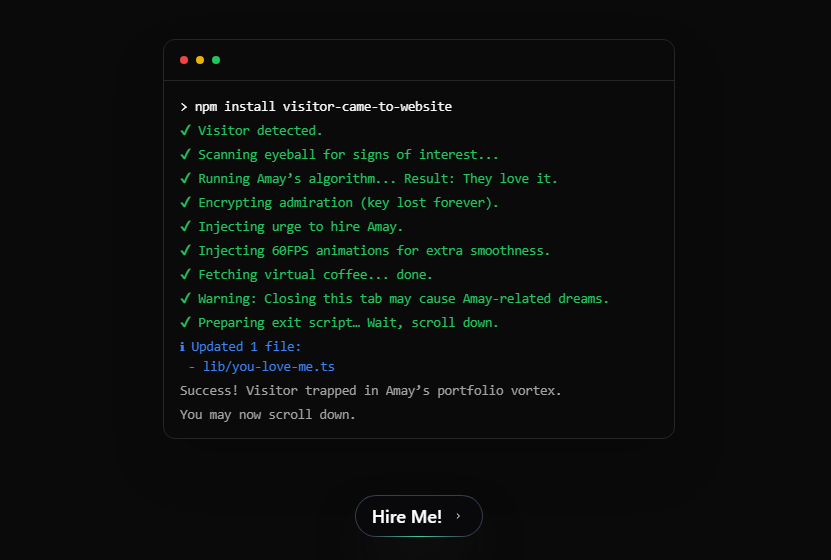 > npm install visitor-came-to-website
✔ Visitor detected.
✔ Scanning eyeball for signs of interest...
✔ Running Amay’s algorithm... Result: They love it.
✔ Encrypting admiration (key lost forever).
✔ Injecting urge to hire Amay.
✔ Injecting 60FPS animations for extra smoothness.
✔ Fetching virtual coffee... done.
✔ Warning: Closing this tab may cause Amay-related dreams.
✔ Preparing exit script… Wait, scroll down.
ℹ Updated 1 file:
- lib/you-love-me.ts
Success! Visitor trapped in Amay’s portfolio vortex.
You may now scroll down.
Hire Me! ›